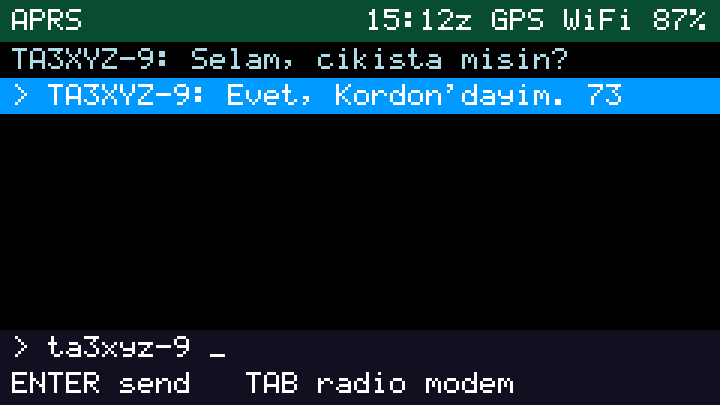 APRS 15:12z GPS WiFi 87%
TA3XYZ-9: Selam, cikista misin?
> TA3XYZ-9: Evet, Kordon'dayim. 73
> ta3xyz-9 _
ENTER send TAB radio modem